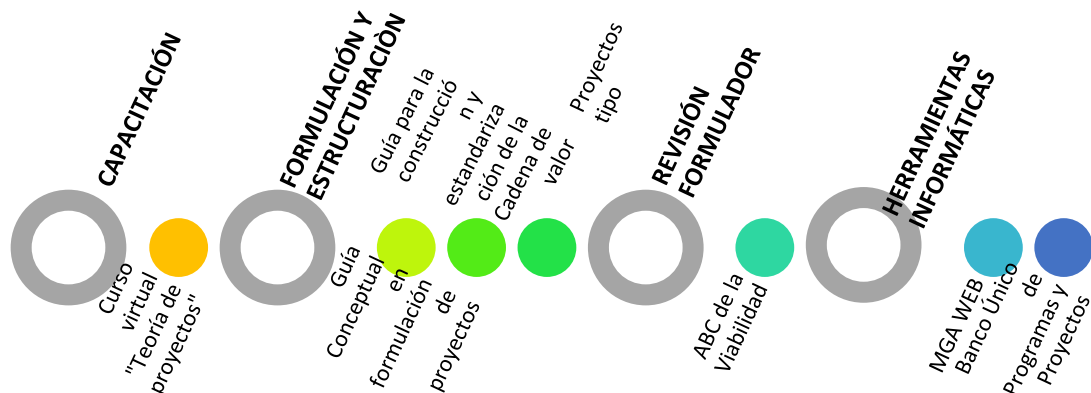 CAPACITACIÓN
Curso
virtual
"Teoría de
proyectos"
FORMULACIÓN Y
ESTRUCTURACIÒN
Guía
Conceptual
en
formulación
de
proyectos
Guía para la
construcció
n y
estandariza
ción de la
Cadena de
valor
Proyectos
tipo
REVISIÓN
FORMULADOR
ABC de la
Viabilidad
HERRAMIENTAS
INFORMÁTICAS
MGA WEB
Banco Único
de
Programas y
Proyectos